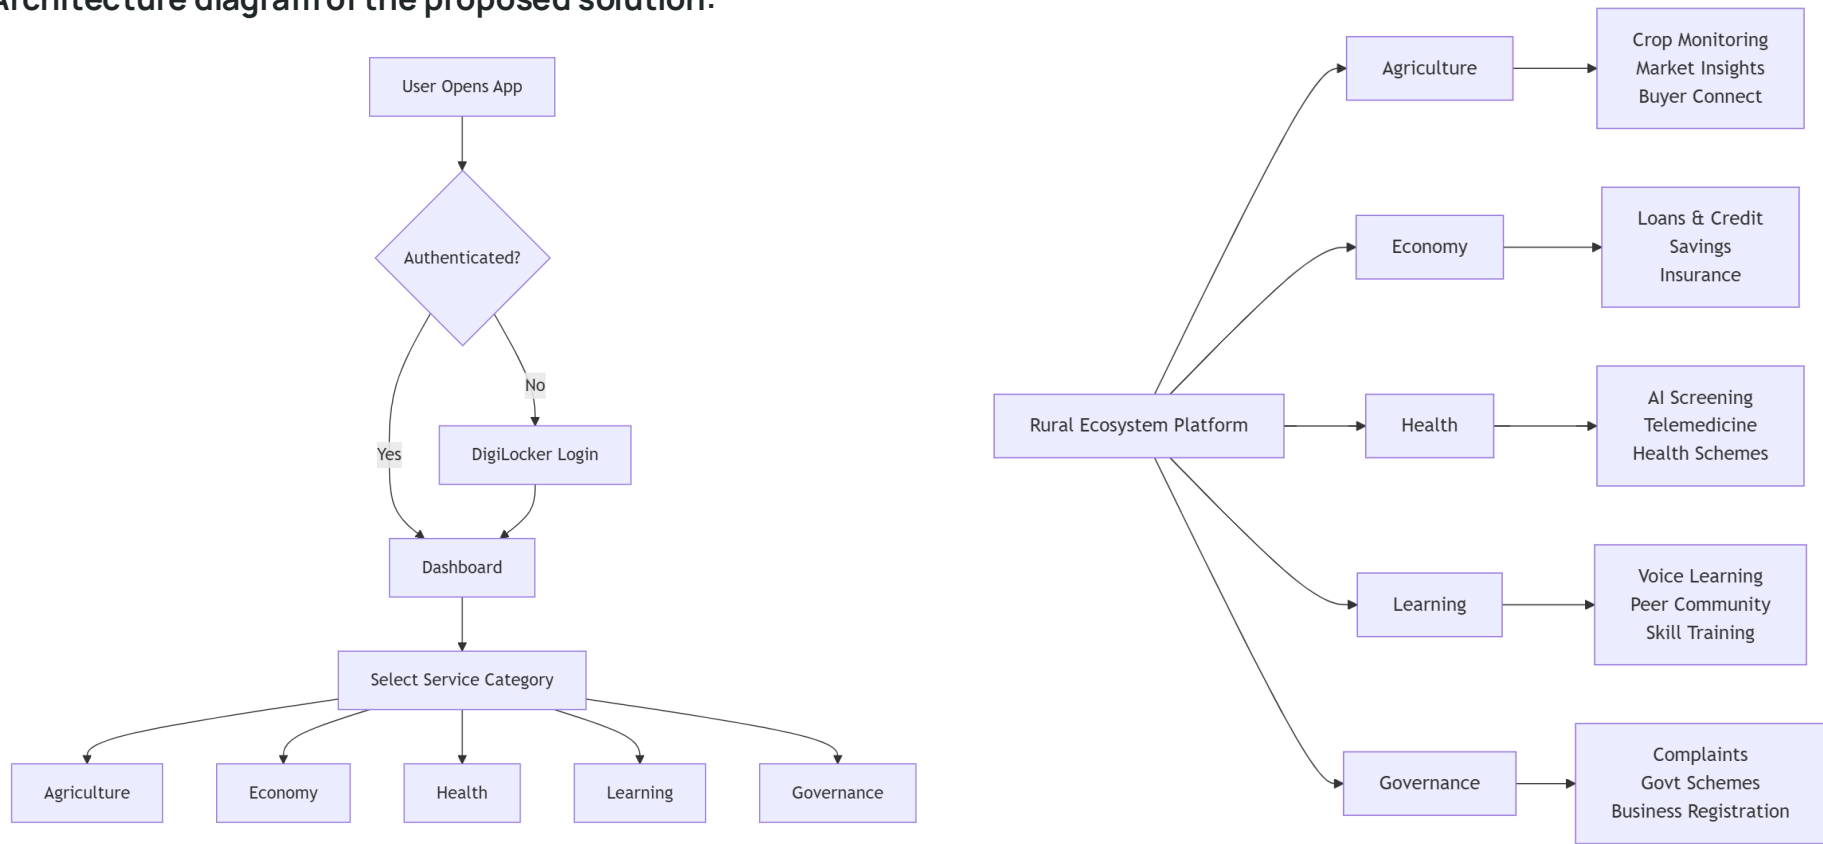 Architecture diagram of the proposed solution:
User Opens App
Authenticated?
No
Yes
DigiLocker Login
Dashboard
Select Service Category
Agriculture
Economy
Health
Learning
Governance
Rural Ecosystem Platform
Agriculture
Crop Monitoring
Market Insights
Buyer Connect
Economy
Loans & Credit
Savings
Insurance
Health
AI Screening
Telemedicine
Health Schemes
Learning
Voice Learning
Peer Community
Skill Training
Governance
Complaints
Govt Schemes
Business Registration